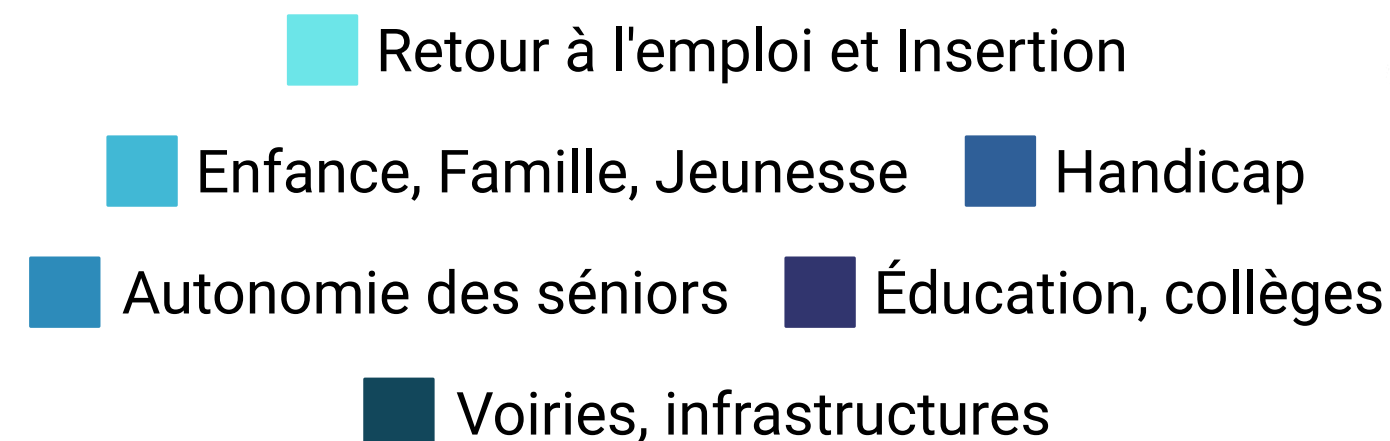 Retour à l'emploi et Insertion
Enfance, Famille, Jeunesse Handicap
Autonomie des séniors Éducation, collèges
Voiries, infrastructures